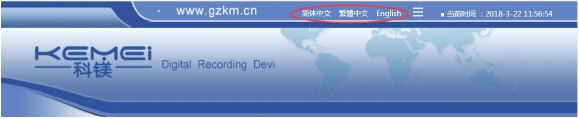 · www.gzkm.cn 简体中文 繁體中文 English ☰ ■ 当前时间 ：2018-3-22 11:56:54
KEMEI
科镁 Digital Recording Devi